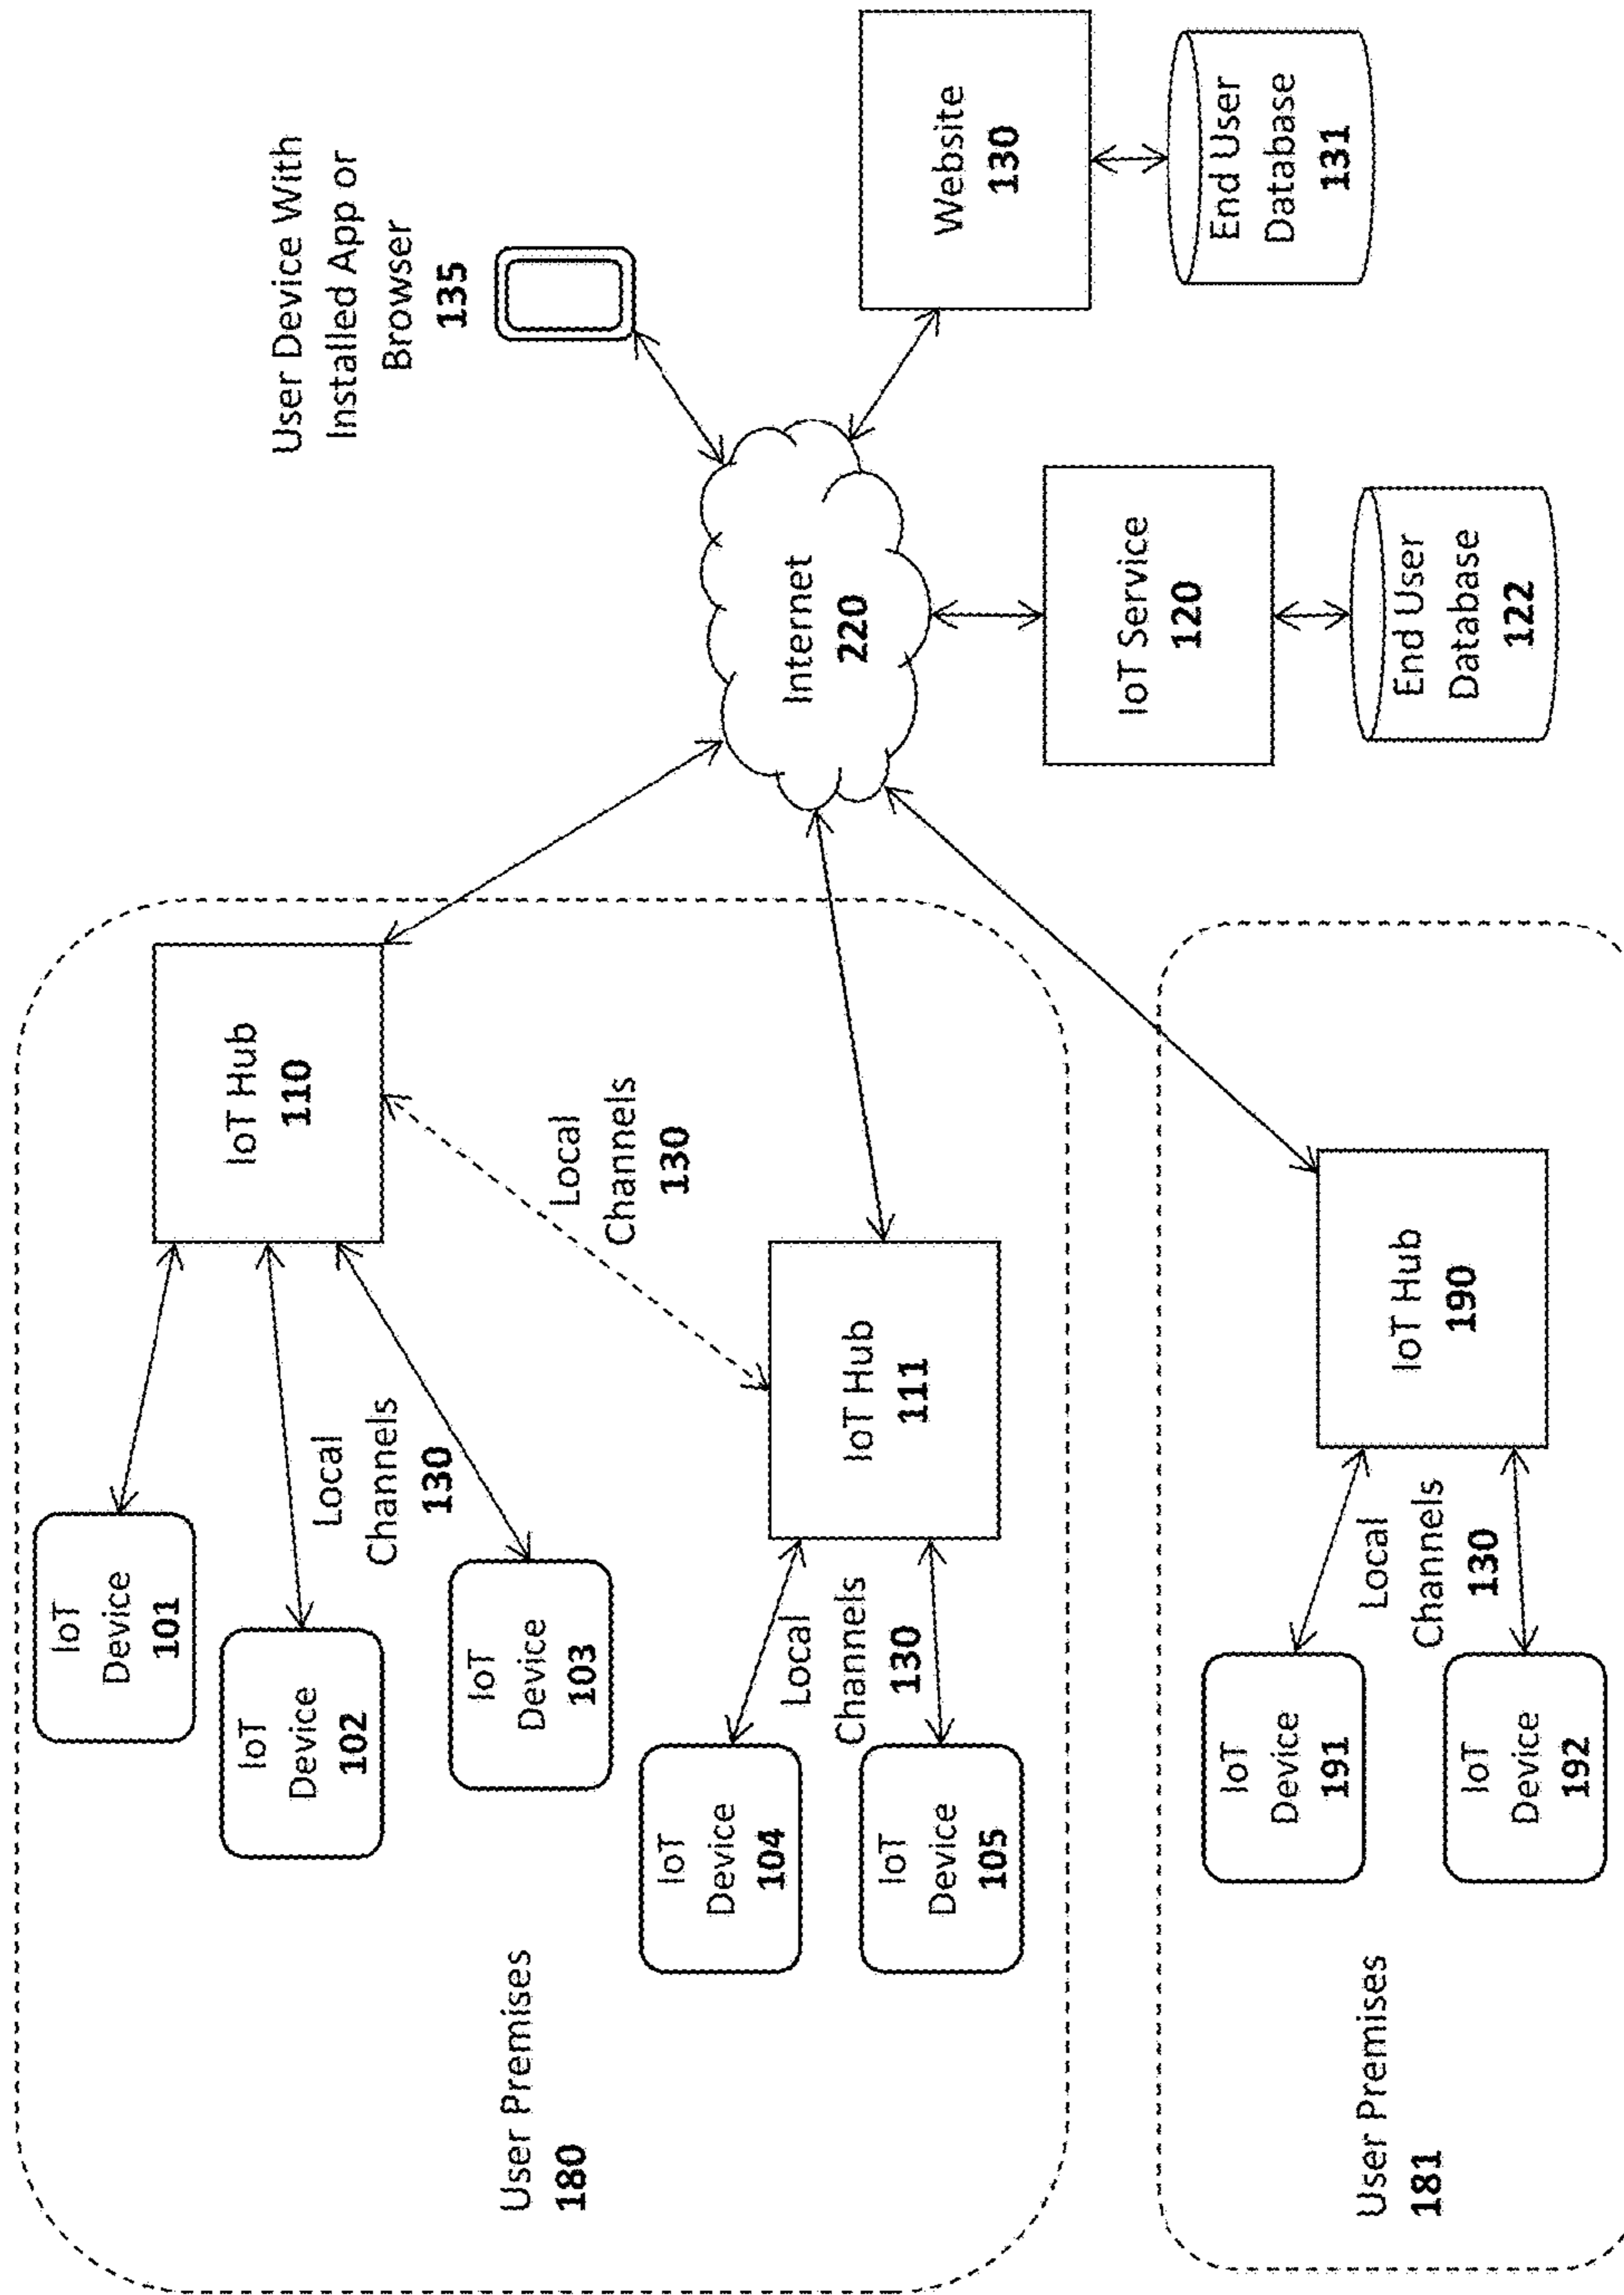 IoT
Device
101
IoT
Device
102
IoT
Device
103
Local
Channels
130
IoT Hub
110
Local
Channels
130
User Premises
180
IoT
Device
104
IoT
Device
105
Local
Channels
130
IoT Hub
111
User Premises
181
IoT
Device
191
IoT
Device
192
Local
Channels
130
IoT Hub
190
Internet
220
User Device With
Installed App or
Browser
135
IoT Service
120
End User
Database
122
Website
130
End User
Database
131